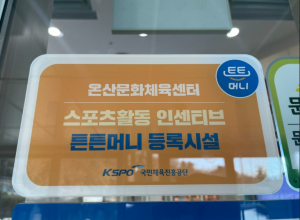 튼튼
머니
온산문화체육센터
스포츠활동 인센티브
튼튼머니 등록시설
KSPO 국민체육진흥공단